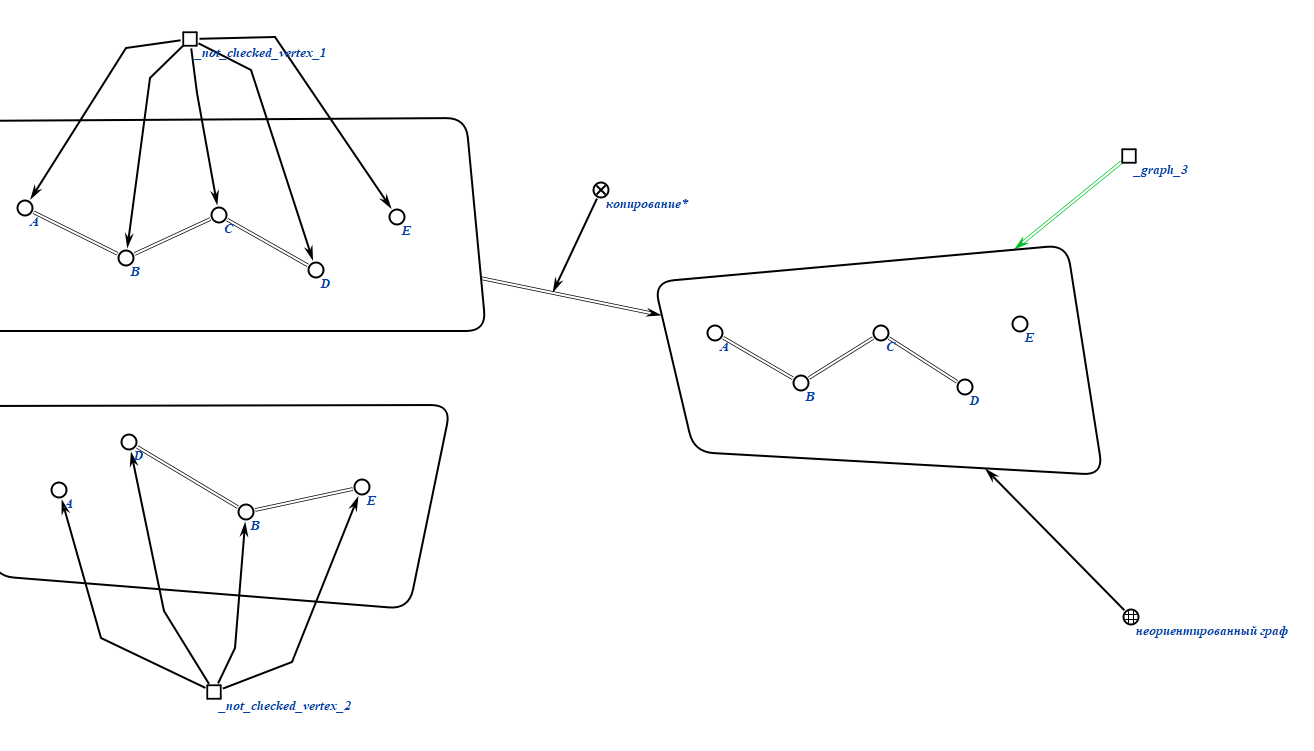 _not_checked_vertex_1
_graph_3
копирование*
A
E
C
B
D
E
A
C
B
D
D
A
E
B
неориентированный граф
_not_checked_vertex_2